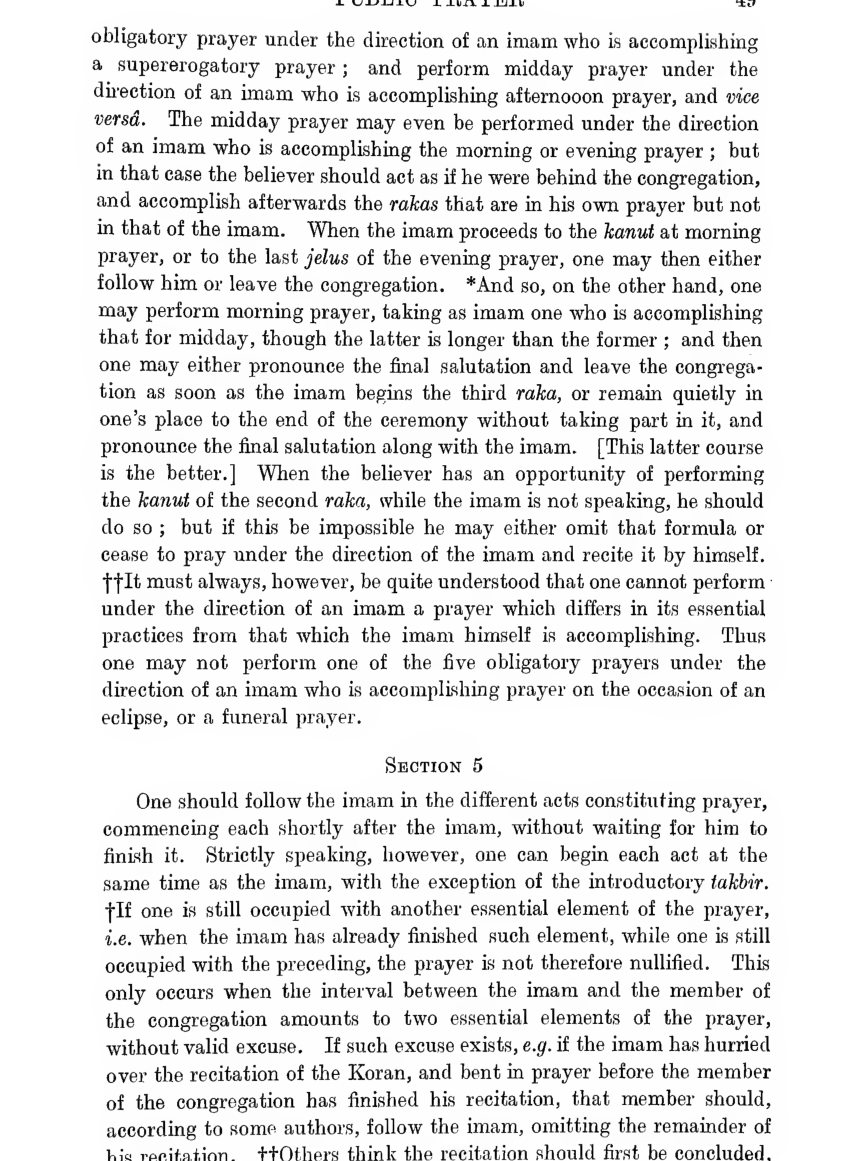 PUBLIC PRAYER 49
obligatory prayer under the direction of an imam who is accomplishing
a supererogatory prayer ; and perform midday prayer under the
direction of an imam who is accomplishing afternooon prayer, and vice
versâ. The midday prayer may even be performed under the direction
of an imam who is accomplishing the morning or evening prayer ; but
in that case the believer should act as if he were behind the congregation,
and accomplish afterwards the rakas that are in his own prayer but not
in that of the imam. When the imam proceeds to the kanut at morning
prayer, or to the last jelus of the evening prayer, one may then either
follow him or leave the congregation. *And so, on the other hand, one
may perform morning prayer, taking as imam one who is accomplishing
that for midday, though the latter is longer than the former ; and then
one may either pronounce the final salutation and leave the congrega-
tion as soon as the imam begins the third raka, or remain quietly in
one's place to the end of the ceremony without taking part in it, and
pronounce the final salutation along with the imam. [This latter course
is the better.] When the believer has an opportunity of performing
the kanut of the second raka, while the imam is not speaking, he should
do so ; but if this be impossible he may either omit that formula or
cease to pray under the direction of the imam and recite it by himself.
††It must always, however, be quite understood that one cannot perform
under the direction of an imam a prayer which differs in its essential
practices from that which the imam himself is accomplishing. Thus
one may not perform one of the five obligatory prayers under the
direction of an imam who is accomplishing prayer on the occasion of an
eclipse, or a funeral prayer.
SECTION 5
One should follow the imam in the different acts constituting prayer,
commencing each shortly after the imam, without waiting for him to
finish it. Strictly speaking, however, one can begin each act at the
same time as the imam, with the exception of the introductory takbir.
†If one is still occupied with another essential element of the prayer,
i.e. when the imam has already finished such element, while one is still
occupied with the preceding, the prayer is not therefore nullified. This
only occurs when the interval between the imam and the member of
the congregation amounts to two essential elements of the prayer,
without valid excuse. If such excuse exists, e.g. if the imam has hurried
over the recitation of the Koran, and bent in prayer before the member
of the congregation has finished his recitation, that member should,
according to some authors, follow the imam, omitting the remainder of
his recitation. ††Others think the recitation should first be concluded,